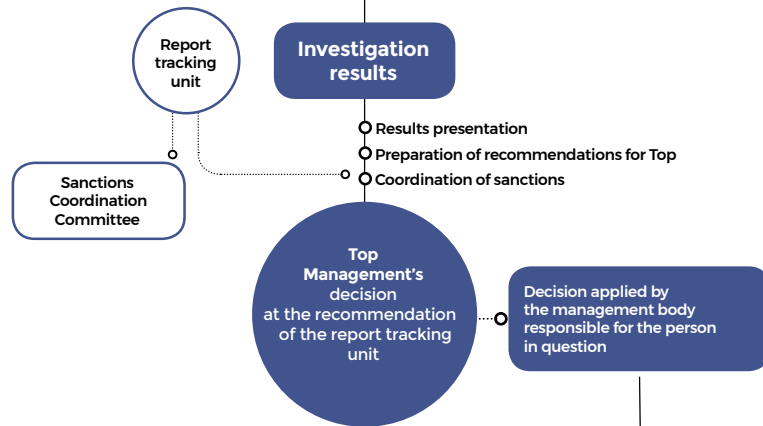 Report
tracking
unit
Investigation
results
Results presentation
Preparation of recommendations for Top
Coordination of sanctions
Sanctions
Coordination
Committee
Top
Management's
decision
at the recommendation
of the report tracking
unit
Decision applied by
the management body
responsible for the person
in question